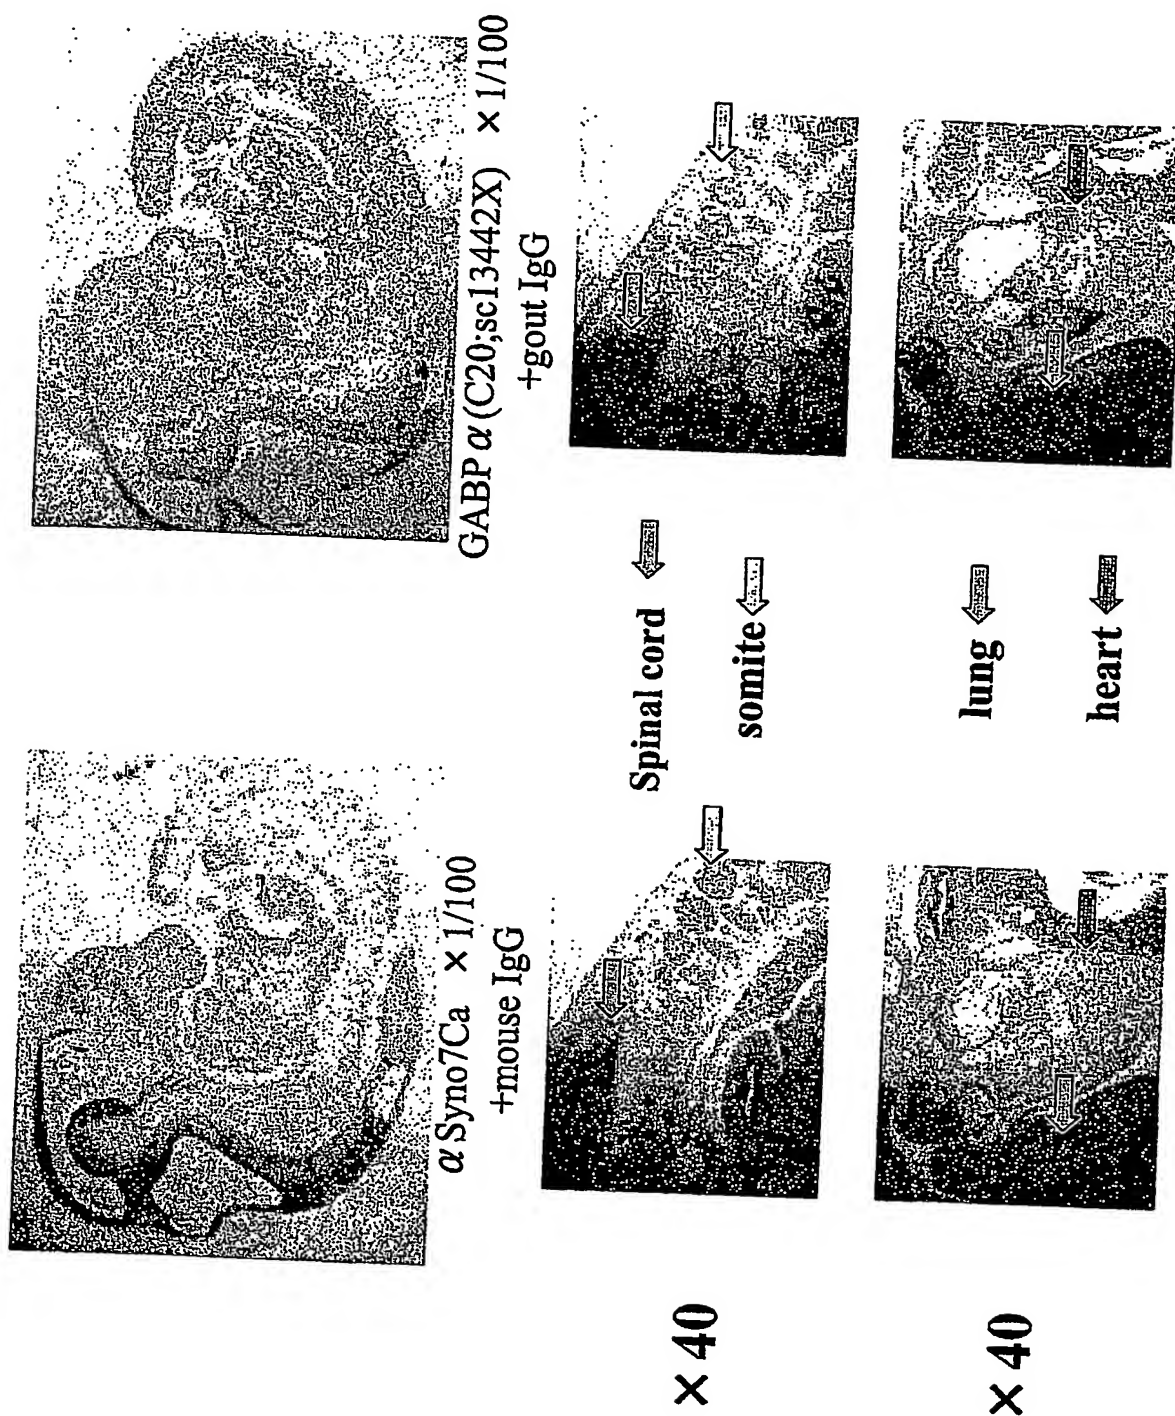 α Syno7Ca × 1/100
+mouse IgG
GABP α (C20;sc13442X) × 1/100
+gout IgG
× 40
Spinal cord
somite
× 40
lung
heart